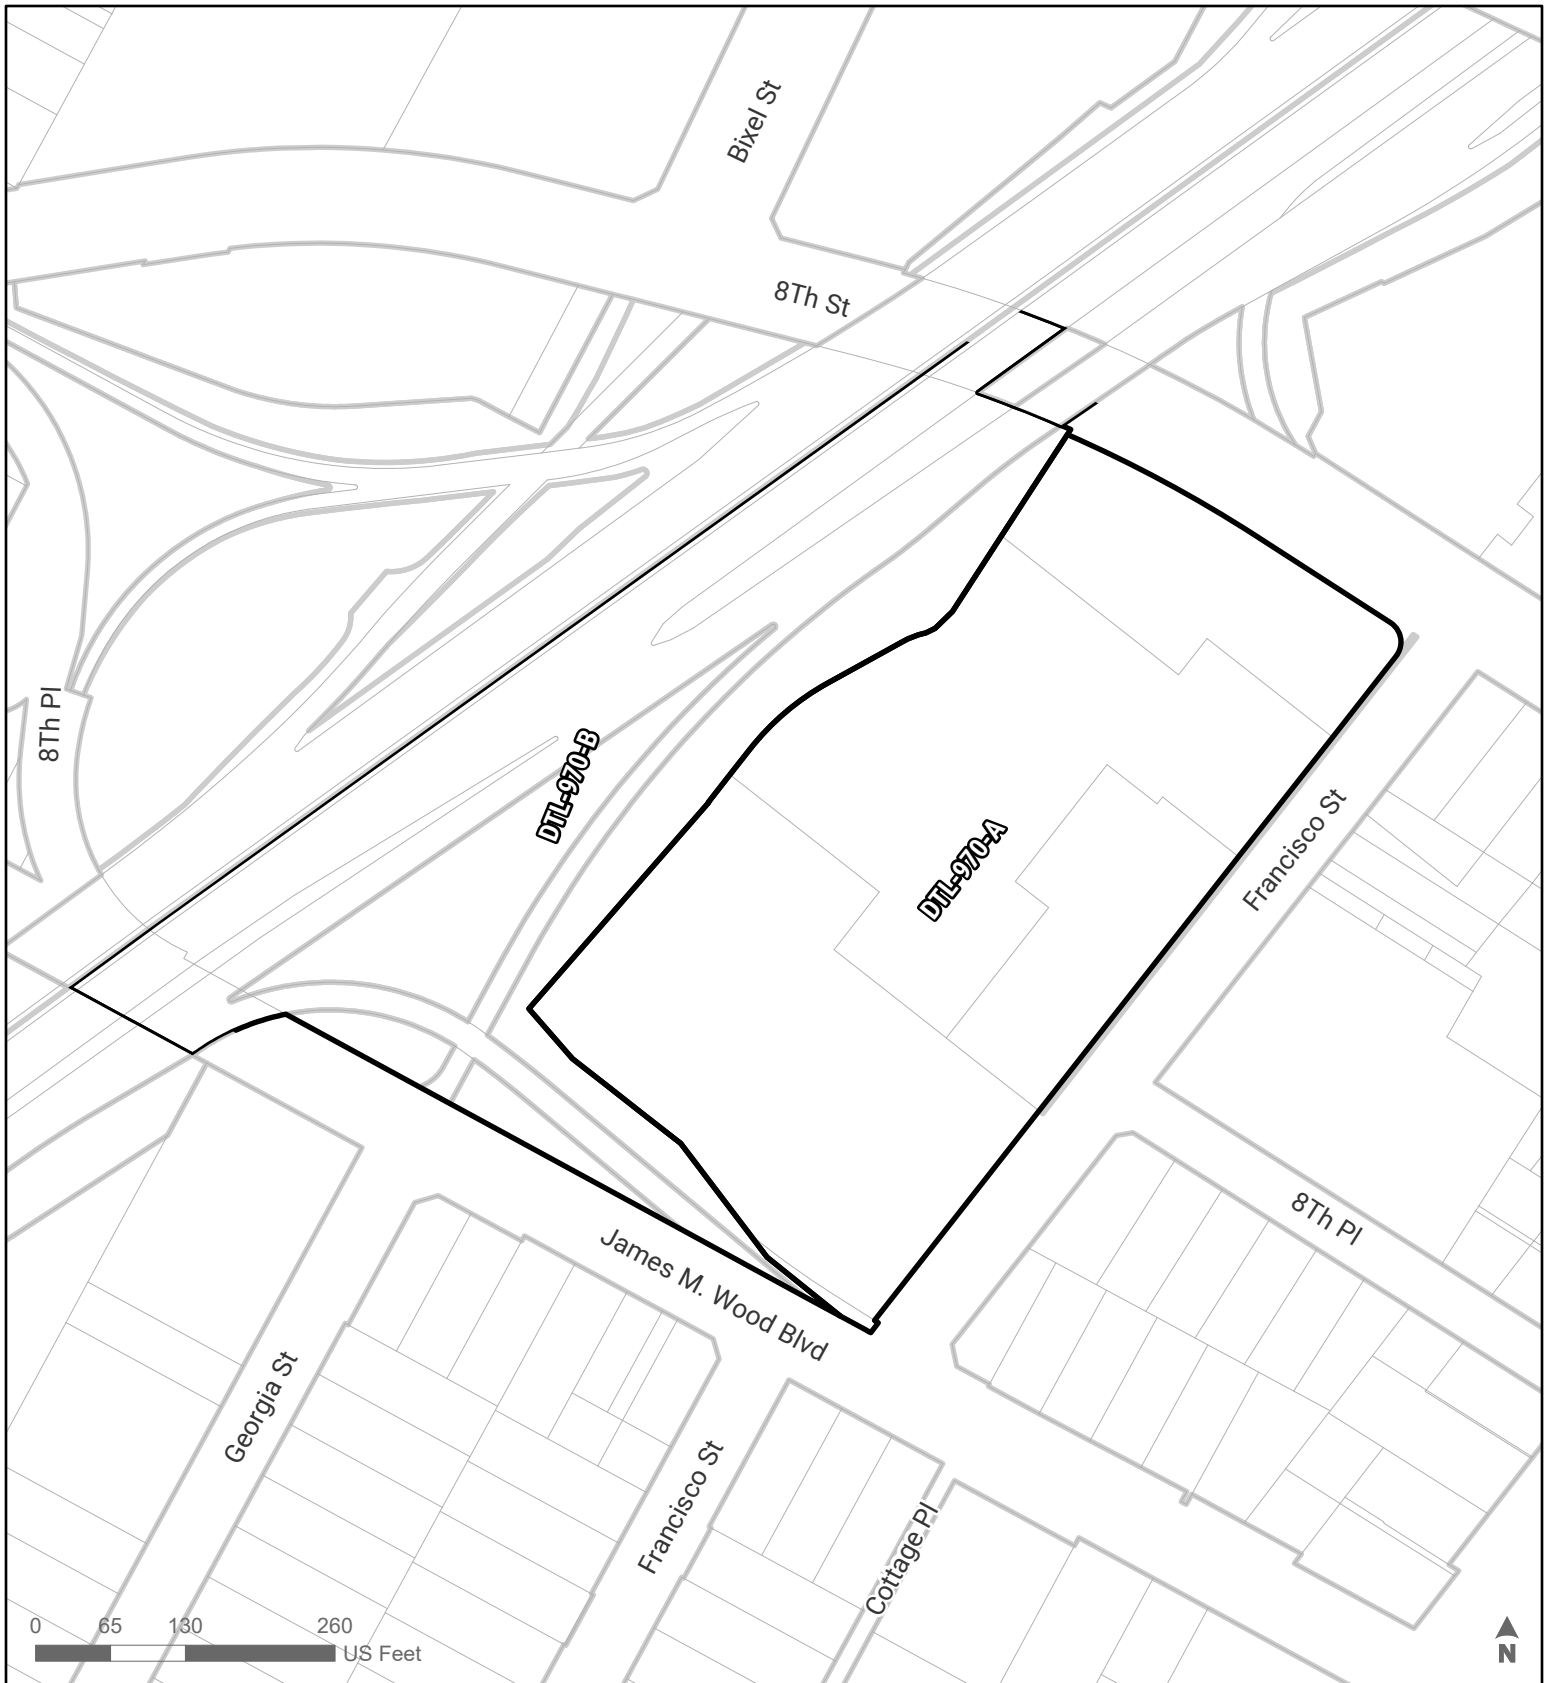 Bixel St
8Th St
8Th Pl
DTL-970-B
DTL-970-A
Francisco St
8Th Pl
James M. Wood Blvd
Georgia St
Francisco St
Cottage Pl
0 65 130 260
US Feet
N